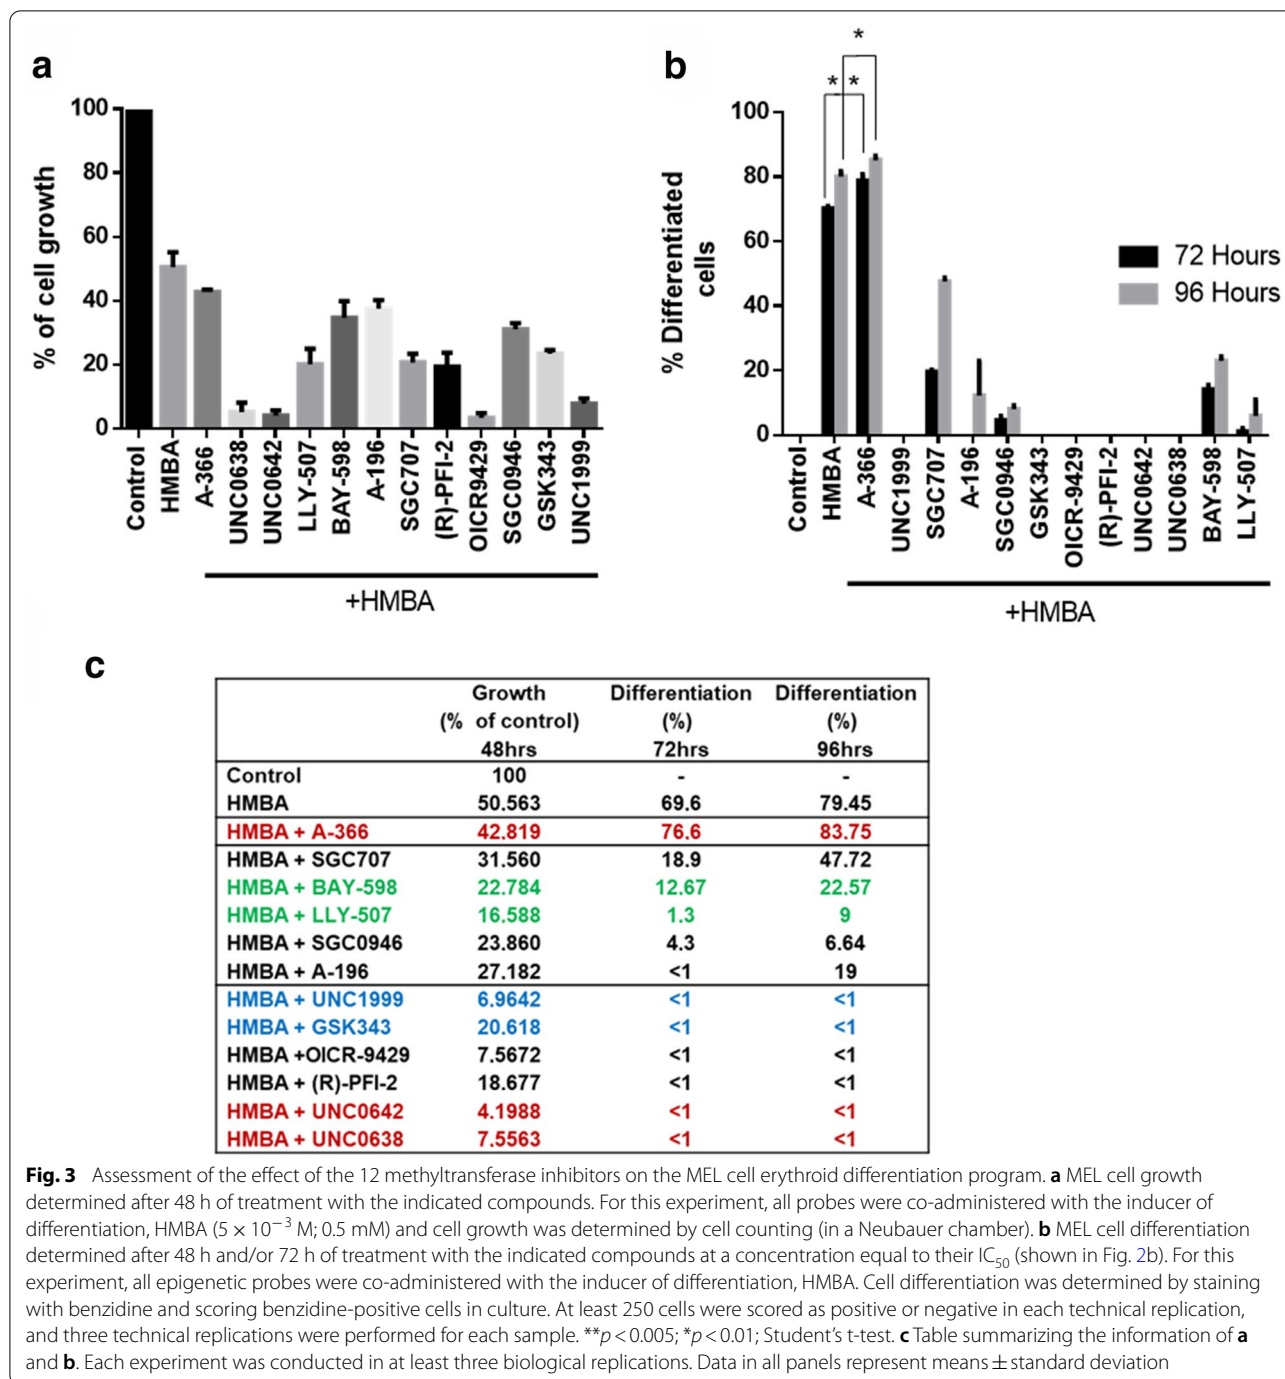 a
% of cell growth
100
80
60
40
20
0
Control
HMBA
A-366
UNC0638
UNC0642
LLY-507
BAY-598
A-196
SGC707
(R)-PFI-2
OICR9429
SGC0946
GSK343
UNC1999
+HMBA
b
* * *
% Differentiated
cells
100
80
60
40
20
0
72 Hours
96 Hours
Control
HMBA
A-366
UNC1999
SGC707
A-196
SGC0946
GSK343
OICR-9429
(R)-PFI-2
UNC0642
UNC0638
BAY-598
LLY-507
+HMBA
c
Growth Differentiation Differentiation
(% of control) (%) (%)
48hrs 72hrs 96hrs
Control 100 - -
HMBA 50.563 69.6 79.45
HMBA + A-366 42.819 76.6 83.75
HMBA + SGC707 31.560 18.9 47.72
HMBA + BAY-598 22.784 12.67 22.57
HMBA + LLY-507 16.588 1.3 9
HMBA + SGC0946 23.860 4.3 6.64
HMBA + A-196 27.182 <1 19
HMBA + UNC1999 6.9642 <1 <1
HMBA + GSK343 20.618 <1 <1
HMBA +OICR-9429 7.5672 <1 <1
HMBA + (R)-PFI-2 18.677 <1 <1
HMBA + UNC0642 4.1988 <1 <1
HMBA + UNC0638 7.5563 <1 <1
Fig. 3 Assessment of the effect of the 12 methyltransferase inhibitors on the MEL cell erythroid differentiation program. a MEL cell growth
determined after 48 h of treatment with the indicated compounds. For this experiment, all probes were co-administered with the inducer of
differentiation, HMBA (5 × 10⁻³ M; 0.5 mM) and cell growth was determined by cell counting (in a Neubauer chamber). b MEL cell differentiation
determined after 48 h and/or 72 h of treatment with the indicated compounds at a concentration equal to their IC₅₀ (shown in Fig. 2b). For this
experiment, all epigenetic probes were co-administered with the inducer of differentiation, HMBA. Cell differentiation was determined by staining
with benzidine and scoring benzidine-positive cells in culture. At least 250 cells were scored as positive or negative in each technical replication,
and three technical replications were performed for each sample. **p < 0.005; *p < 0.01; Student's t-test. c Table summarizing the information of a
and b. Each experiment was conducted in at least three biological replications. Data in all panels represent means ± standard deviation